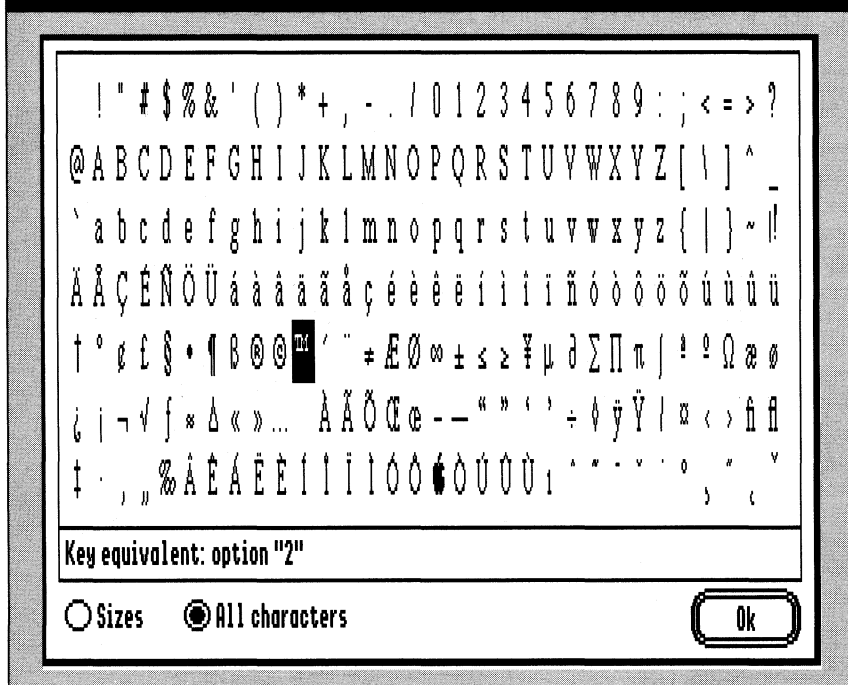 ! " # $ % & ' ( ) * + , - . / 0 1 2 3 4 5 6 7 8 9 : ; < = > ?
@ A B C D E F G H I J K L M N O P Q R S T U V W X Y Z [ \ ] ^ _
` a b c d e f g h i j k l m n o p q r s t u v w x y z { | } ~
Ä Å Ç É Ñ Ö Ü á à â ä ã å ç é è ê ë í ì î ï ñ ó ò ô ö õ ú ù û ü
† ° ¢ £ § • ¶ ß ® © ™ ´ ¨ ≠ Æ Ø ∞ ± ≤ ≥ ¥ µ ∂ ∑ ∏ π ∫ ª º Ω æ ø
¿ ¡ ¬ √ ƒ ≈ ∆ « » … À Ã Õ Œ œ – — “ ” ‘ ’ ÷ ◊ ÿ Ÿ ⁄ ¤ ‹ › fi fl
‡ · ‚ „ ‰ Â Ê Á Ë È Í Î Ï Ì Ó Ô  Ò Ú Û Ù ı ˆ ˜ ¯ ˘ ˙ ˚ ¸ ˝ ˛ ˇ
Key equivalent: option "2"
Sizes All characters Ok